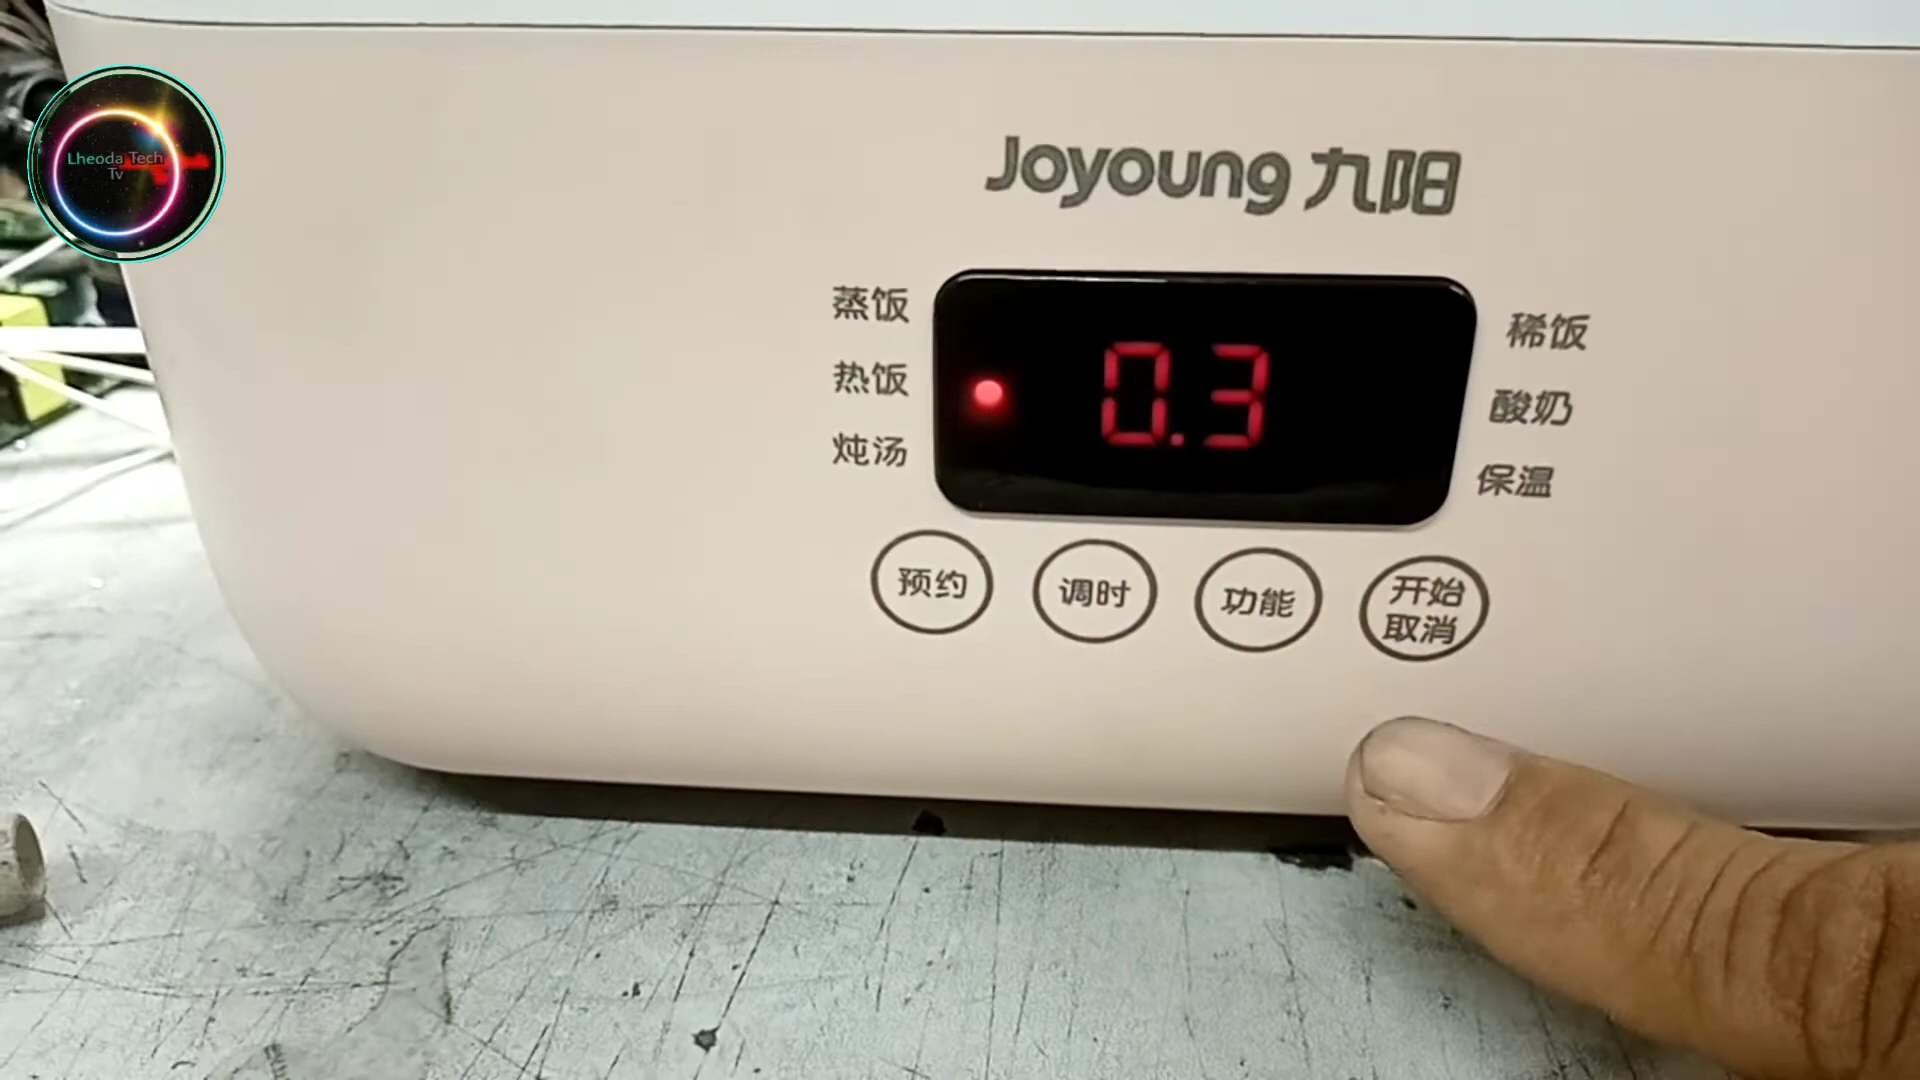 Lheoda Tech
Tv
Joyoung 九阳
蒸饭
热饭
炖汤
0.3
稀饭
酸奶
保温
预约
调时
功能
开始
取消